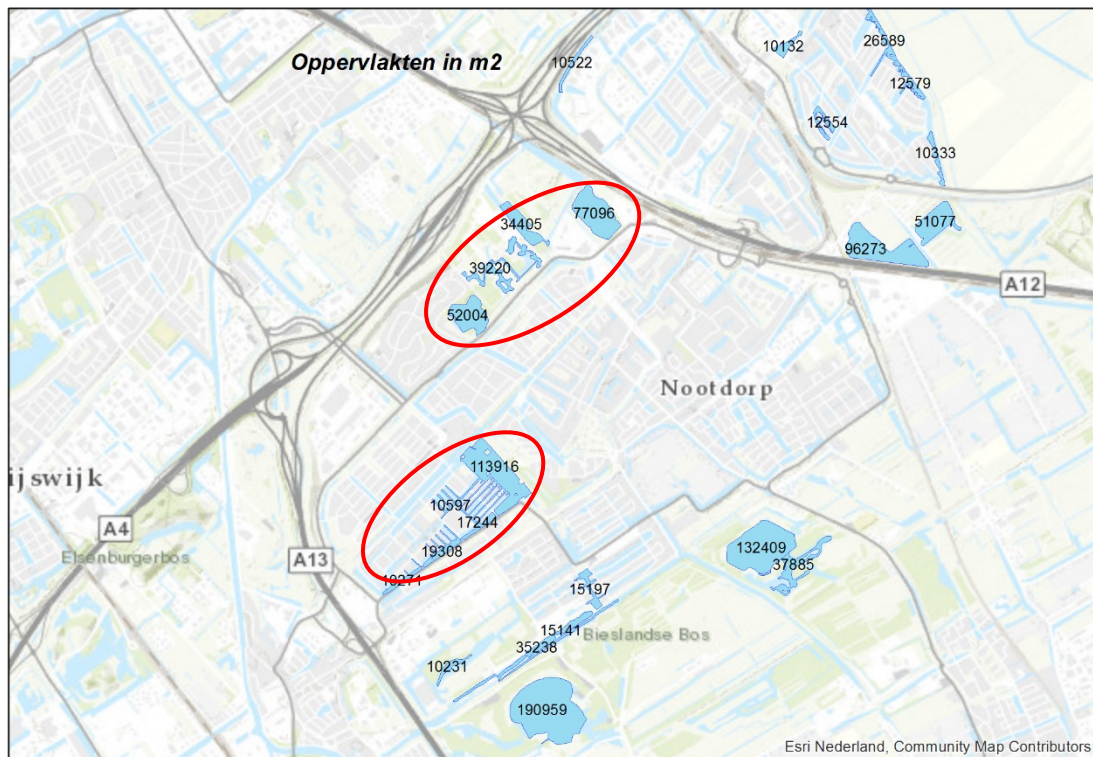 Oppervlakten in m2
10522
10132
26589
12579
12554
10333
34405
77096
51077
96273
39220
A12
52004
Nootdorp
113916
ijswijk
10597
17244
A4
19308
Elsenburgerbos
A13
132409
37885
15197
15141
Bieslandse Bos
35238
10231
190959
Esri Nederland, Community Map Contributors